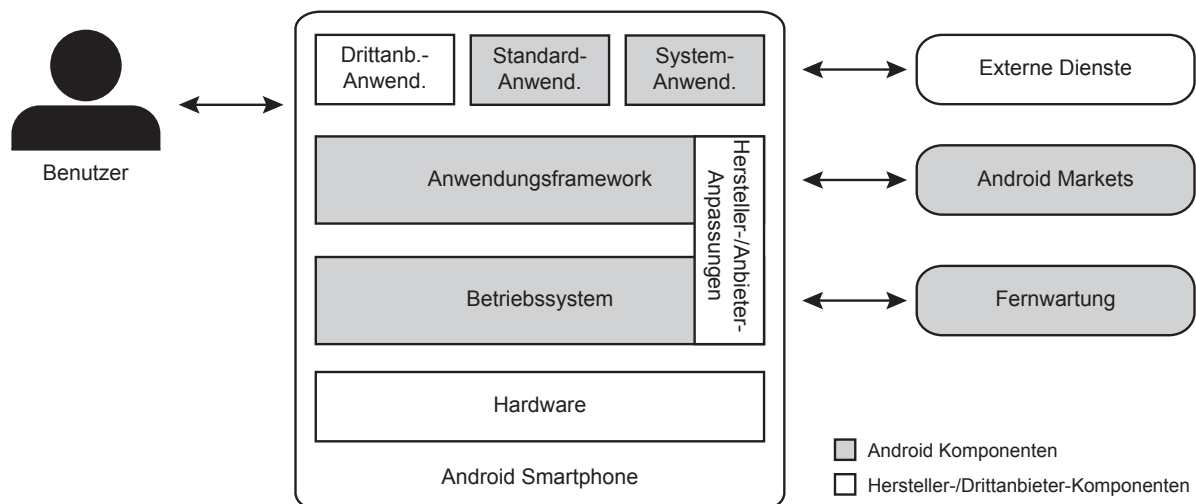 Benutzer
Drittanb.-
Anwend.
Standard-
Anwend.
System-
Anwend.
Anwendungsframework
Hersteller-/Anbieter-
Anpassungen
Betriebssystem
Hardware
Android Smartphone
Externe Dienste
Android Markets
Fernwartung
Android Komponenten
Hersteller-/Drittanbieter-Komponenten